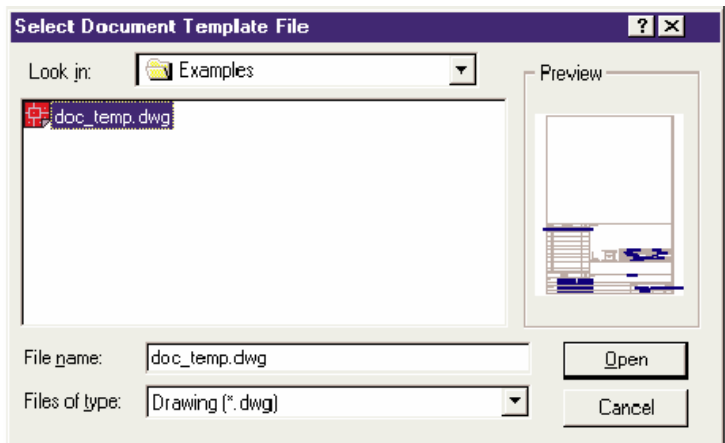 Select Document Template File
Look in: Examples
Preview
doc_temp.dwg
File name: doc_temp.dwg
Open
Files of type: Drawing (*.dwg)
Cancel